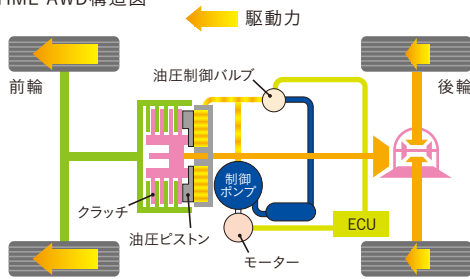 TIME AWD構造図
駆動力
前輪
油圧制御バルブ
後輪
制御
ポンプ
クラッチ
油圧ピストン
モーター
ECU